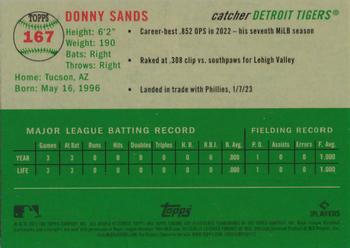 TOPPS
167
DONNY SANDS
catcher DETROIT TIGERS®
Height: 6'2"
Weight: 190
Bats: Right
Throws: Right
Home: Tucson, AZ
Born: May 16, 1996
• Career-best .852 OPS in 2022 – his seventh MiLB season
• Raked at .308 clip vs. southpaws for Lehigh Valley
• Landed in trade with Phillies, 1/7/23
MAJOR LEAGUE BATTING RECORD
FIELDING RECORD
Games At Bat Runs Hits Doubles Triples H. R. R.B.I. B. Avg. P. O. Assists Errors F. Avg.
YEAR 3 3 0 0 0 0 0 0 .000 1 0 0 1.000
LIFE 3 3 0 0 0 0 0 0 .000 1 0 0 1.000
Topps
PLAYERS